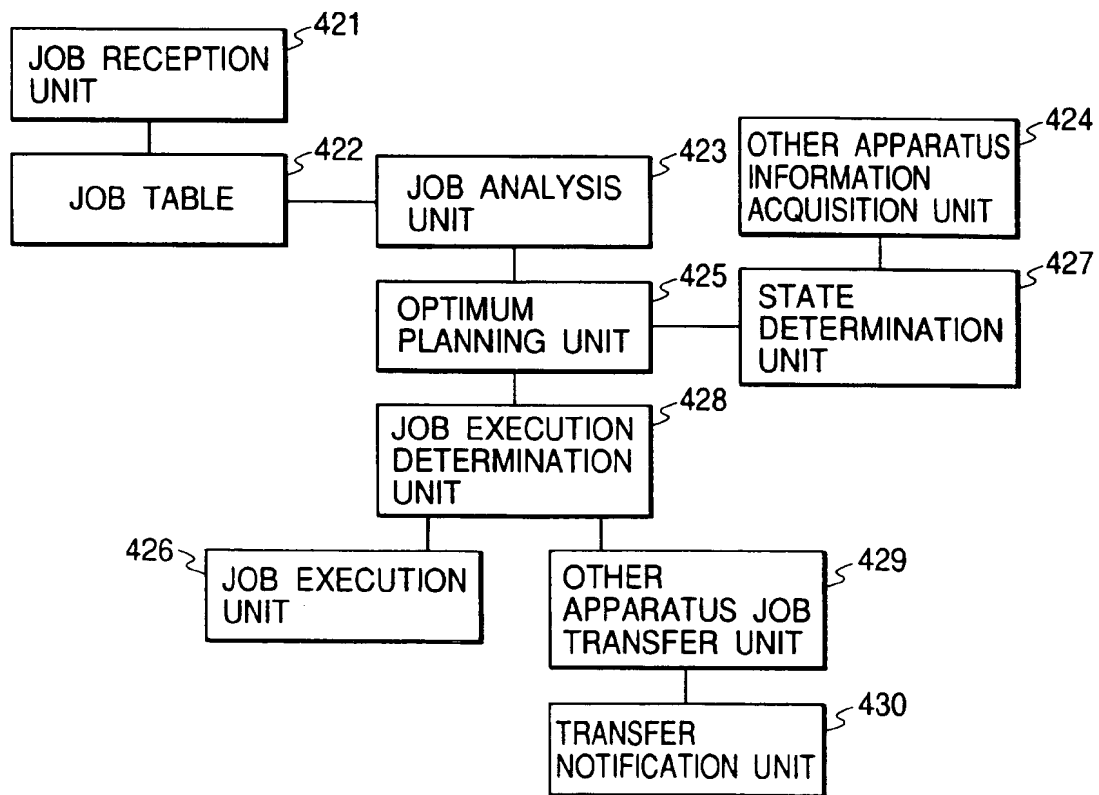 421
JOB RECEPTION
UNIT
422
JOB TABLE
423
JOB ANALYSIS
UNIT
424
OTHER APPARATUS
INFORMATION
ACQUISITION UNIT
425
OPTIMUM
PLANNING UNIT
427
STATE
DETERMINATION
UNIT
428
JOB EXECUTION
DETERMINATION
UNIT
426
JOB EXECUTION
UNIT
429
OTHER
APPARATUS JOB
TRANSFER UNIT
430
TRANSFER
NOTIFICATION UNIT